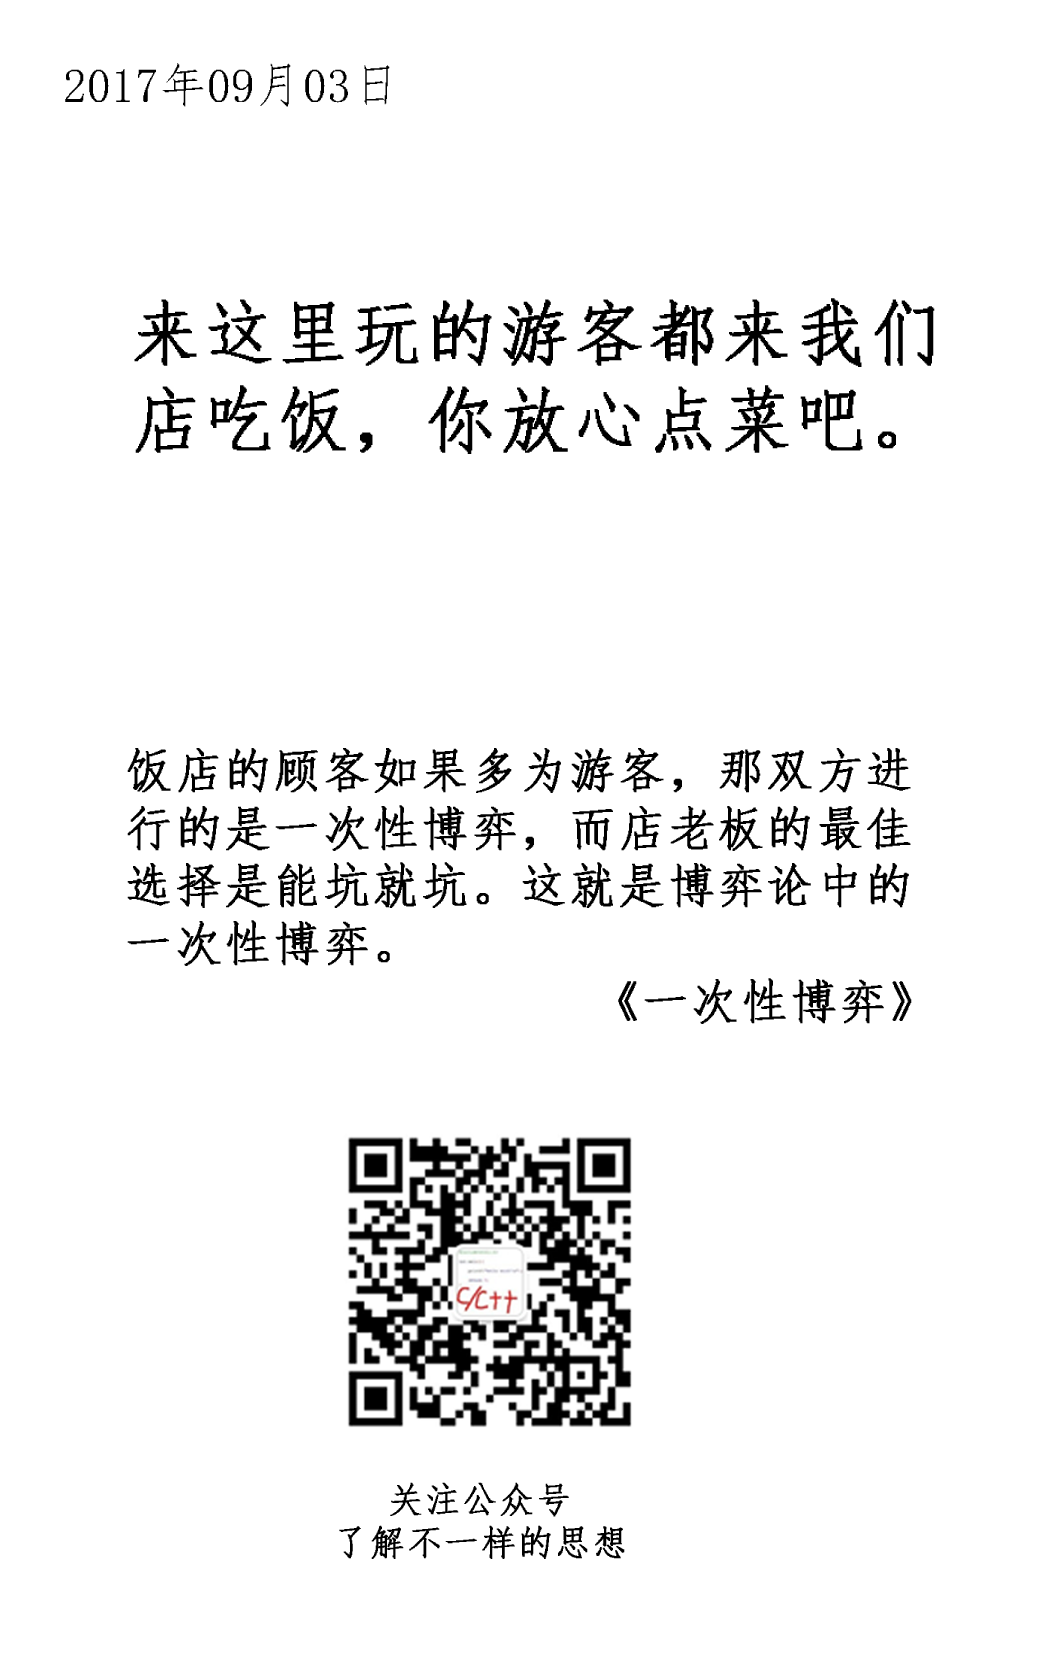 2017年09月03日
来这里玩的游客都来我们
店吃饭，你放心点菜吧。
饭店的顾客如果多为游客，那双方进
行的是一次性博弈，而店老板的最佳
选择是能坑就坑。这就是博弈论中的
一次性博弈。
《一次性博弈》
C/C++
关注公众号
了解不一样的思想